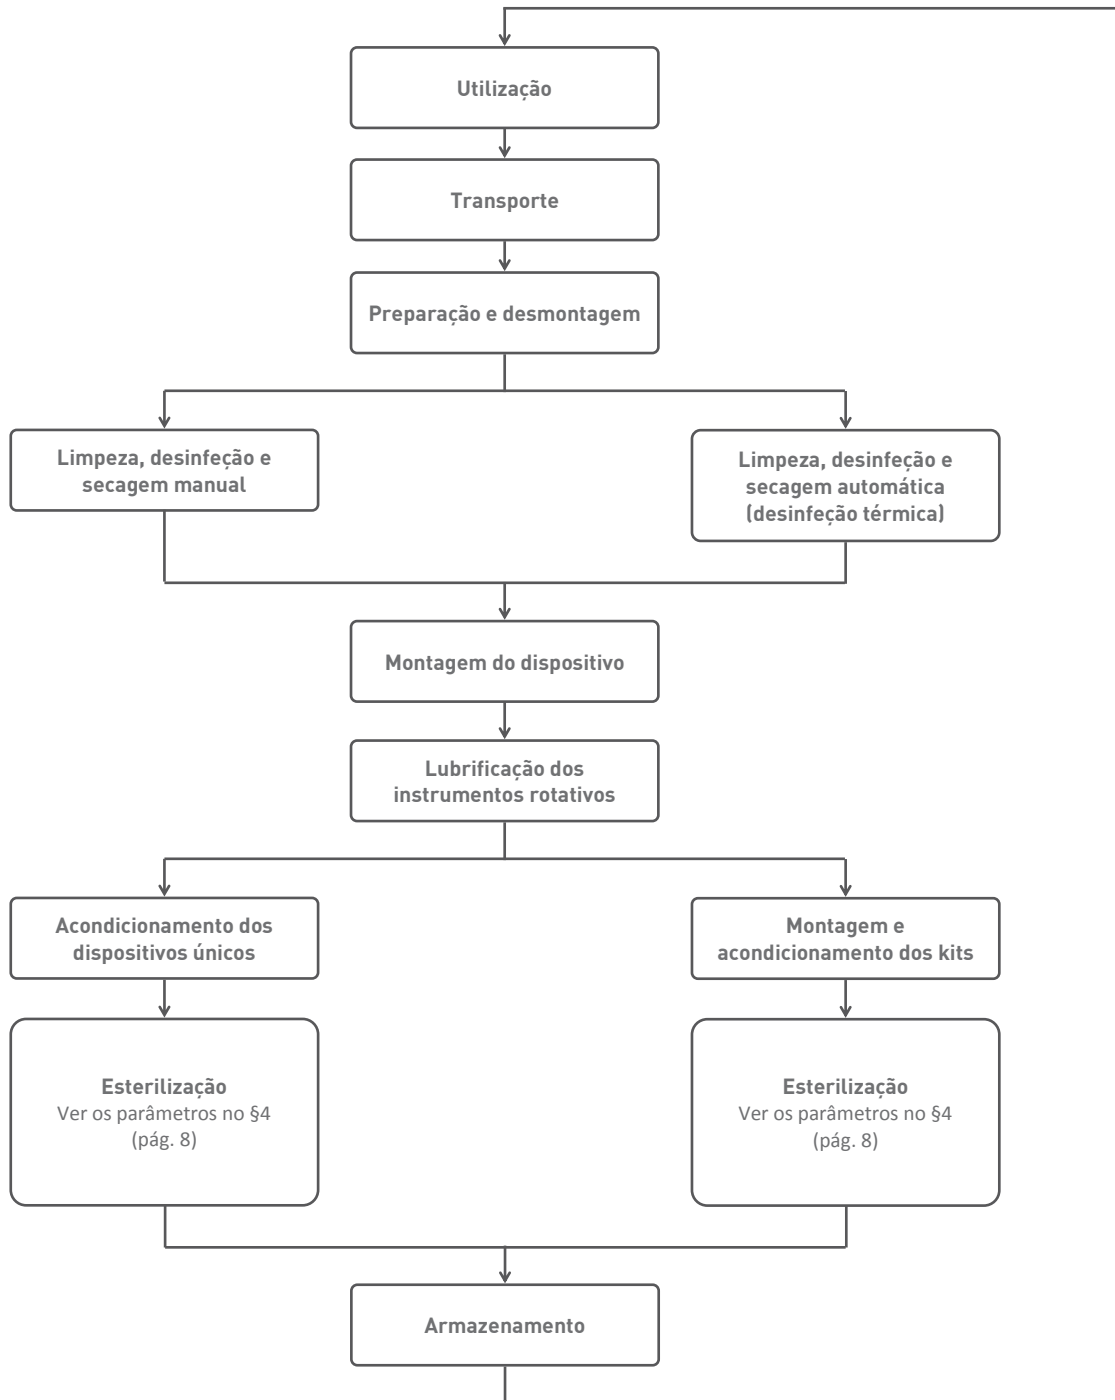 Utilização
Transporte
Preparação e desmontagem
Limpeza, desinfeção e
secagem manual
Limpeza, desinfeção e
secagem automática
(desinfeção térmica)
Montagem do dispositivo
Lubrificação dos
instrumentos rotativos
Acondicionamento dos
dispositivos únicos
Montagem e
acondicionamento dos kits
Esterilização
Ver os parâmetros no §4
(pág. 8)
Esterilização
Ver os parâmetros no §4
(pág. 8)
Armazenamento